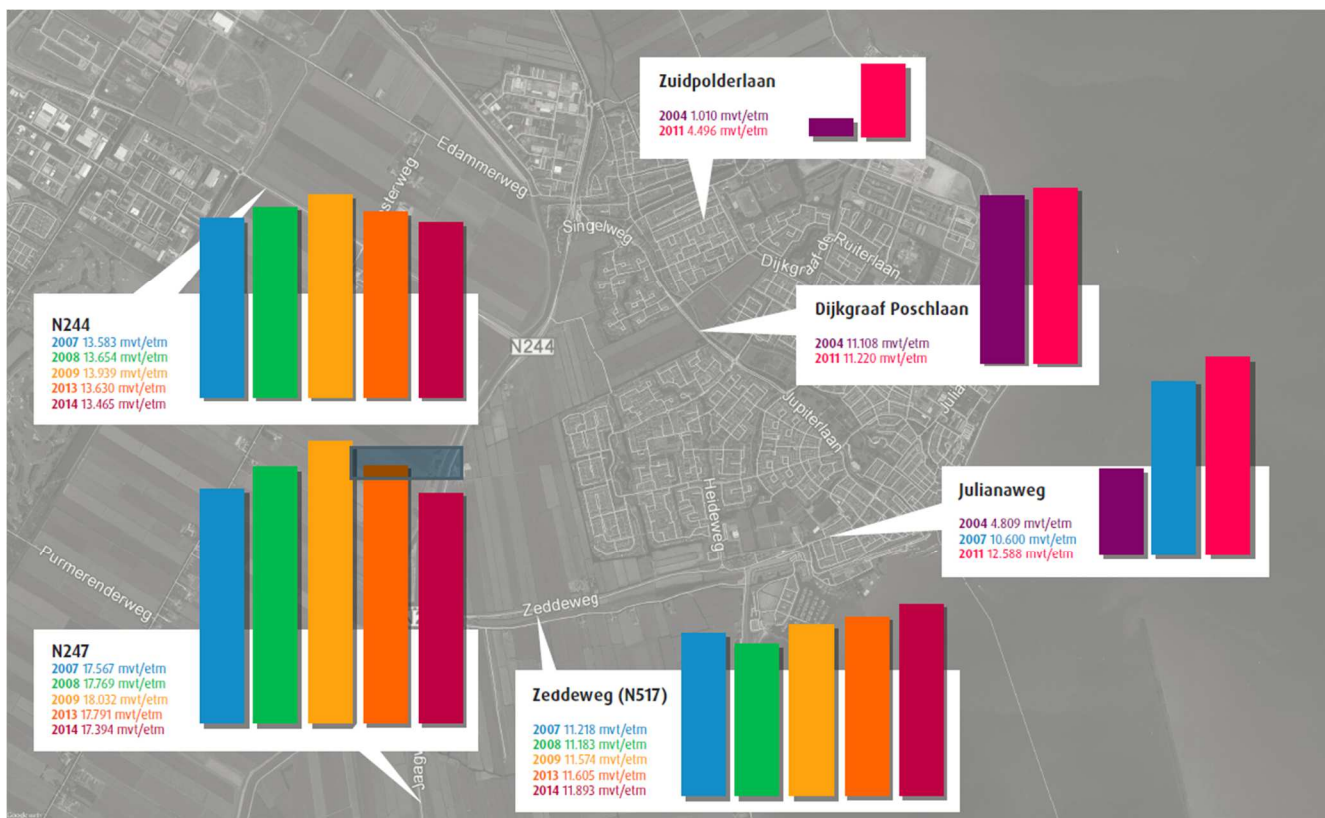 Zuidpolderlaan
2004 1.010 mvt/etm
2011 4.496 mvt/etm
Edammerweg
sterweg
Singelweg
Dijkgraaf-de
Ruiterlaan
Dijkgraaf Poschlaan
2004 11.108 mvt/etm
2011 11.220 mvt/etm
N244
2007 13.583 mvt/etm
2008 13.654 mvt/etm
2009 13.939 mvt/etm
2013 13.630 mvt/etm
2014 13.465 mvt/etm
N244
Julia
Jupiterlaan
Heideweg
Julianaweg
2004 4.809 mvt/etm
2007 10.600 mvt/etm
2011 12.588 mvt/etm
Purmerenderweg
Zeddeweg
N247
2007 17.567 mvt/etm
2008 17.769 mvt/etm
2009 18.032 mvt/etm
2013 17.791 mvt/etm
2014 17.394 mvt/etm
Jaag
Zeddeweg (N517)
2007 11.218 mvt/etm
2008 11.183 mvt/etm
2009 11.574 mvt/etm
2013 11.605 mvt/etm
2014 11.893 mvt/etm